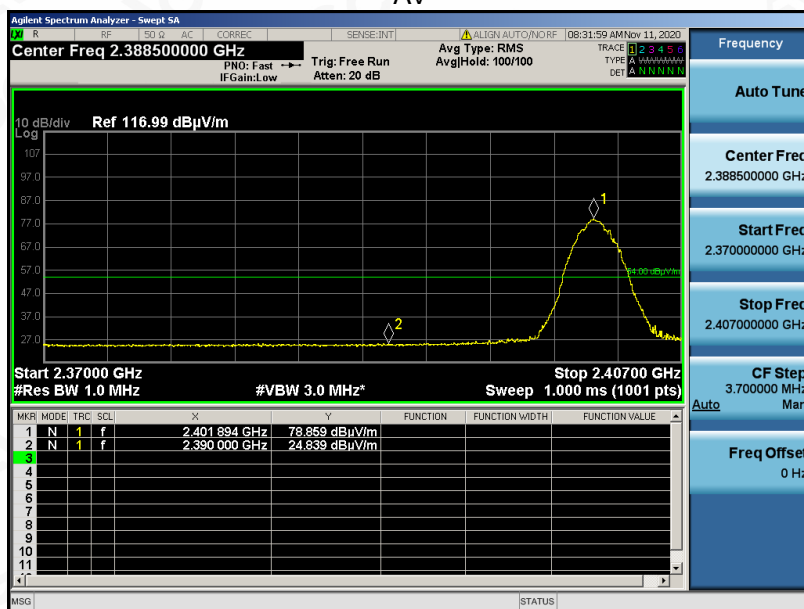 AV
Agilent Spectrum Analyzer - Swept SA
LXI R RF 50 Ω AC CORREC SENSE:INT ALIGN AUTO/NO RF 08:31:59 AM Nov 11, 2020
Center Freq 2.388500000 GHz
PNO: Fast
IFGain:Low
Trig: Free Run
Atten: 20 dB
Avg Type: RMS
Avg|Hold: 100/100
TRACE 1 2 3 4 5 6
TYPE A WWWWW
DET A N N N N N
10 dB/div Ref 116.99 dBµV/m
Log
107
97.0
87.0
77.0
67.0
57.0
47.0
37.0
27.0
1
54.00 dBµV/m
2
Start 2.37000 GHz Stop 2.40700 GHz
#Res BW 1.0 MHz #VBW 3.0 MHz* Sweep 1.000 ms (1001 pts)
MKR MODE TRC SCL X Y FUNCTION FUNCTION WIDTH FUNCTION VALUE
1 N 1 f 2.401 894 GHz 78.859 dBµV/m
2 N 1 f 2.390 000 GHz 24.839 dBµV/m
3
4
5
6
7
8
9
10
11
MSG STATUS
Frequency
Auto Tune
Center Freq
2.388500000 GHz
Start Freq
2.370000000 GHz
Stop Freq
2.407000000 GHz
CF Step
3.700000 MHz
Auto Man
Freq Offset
0 Hz